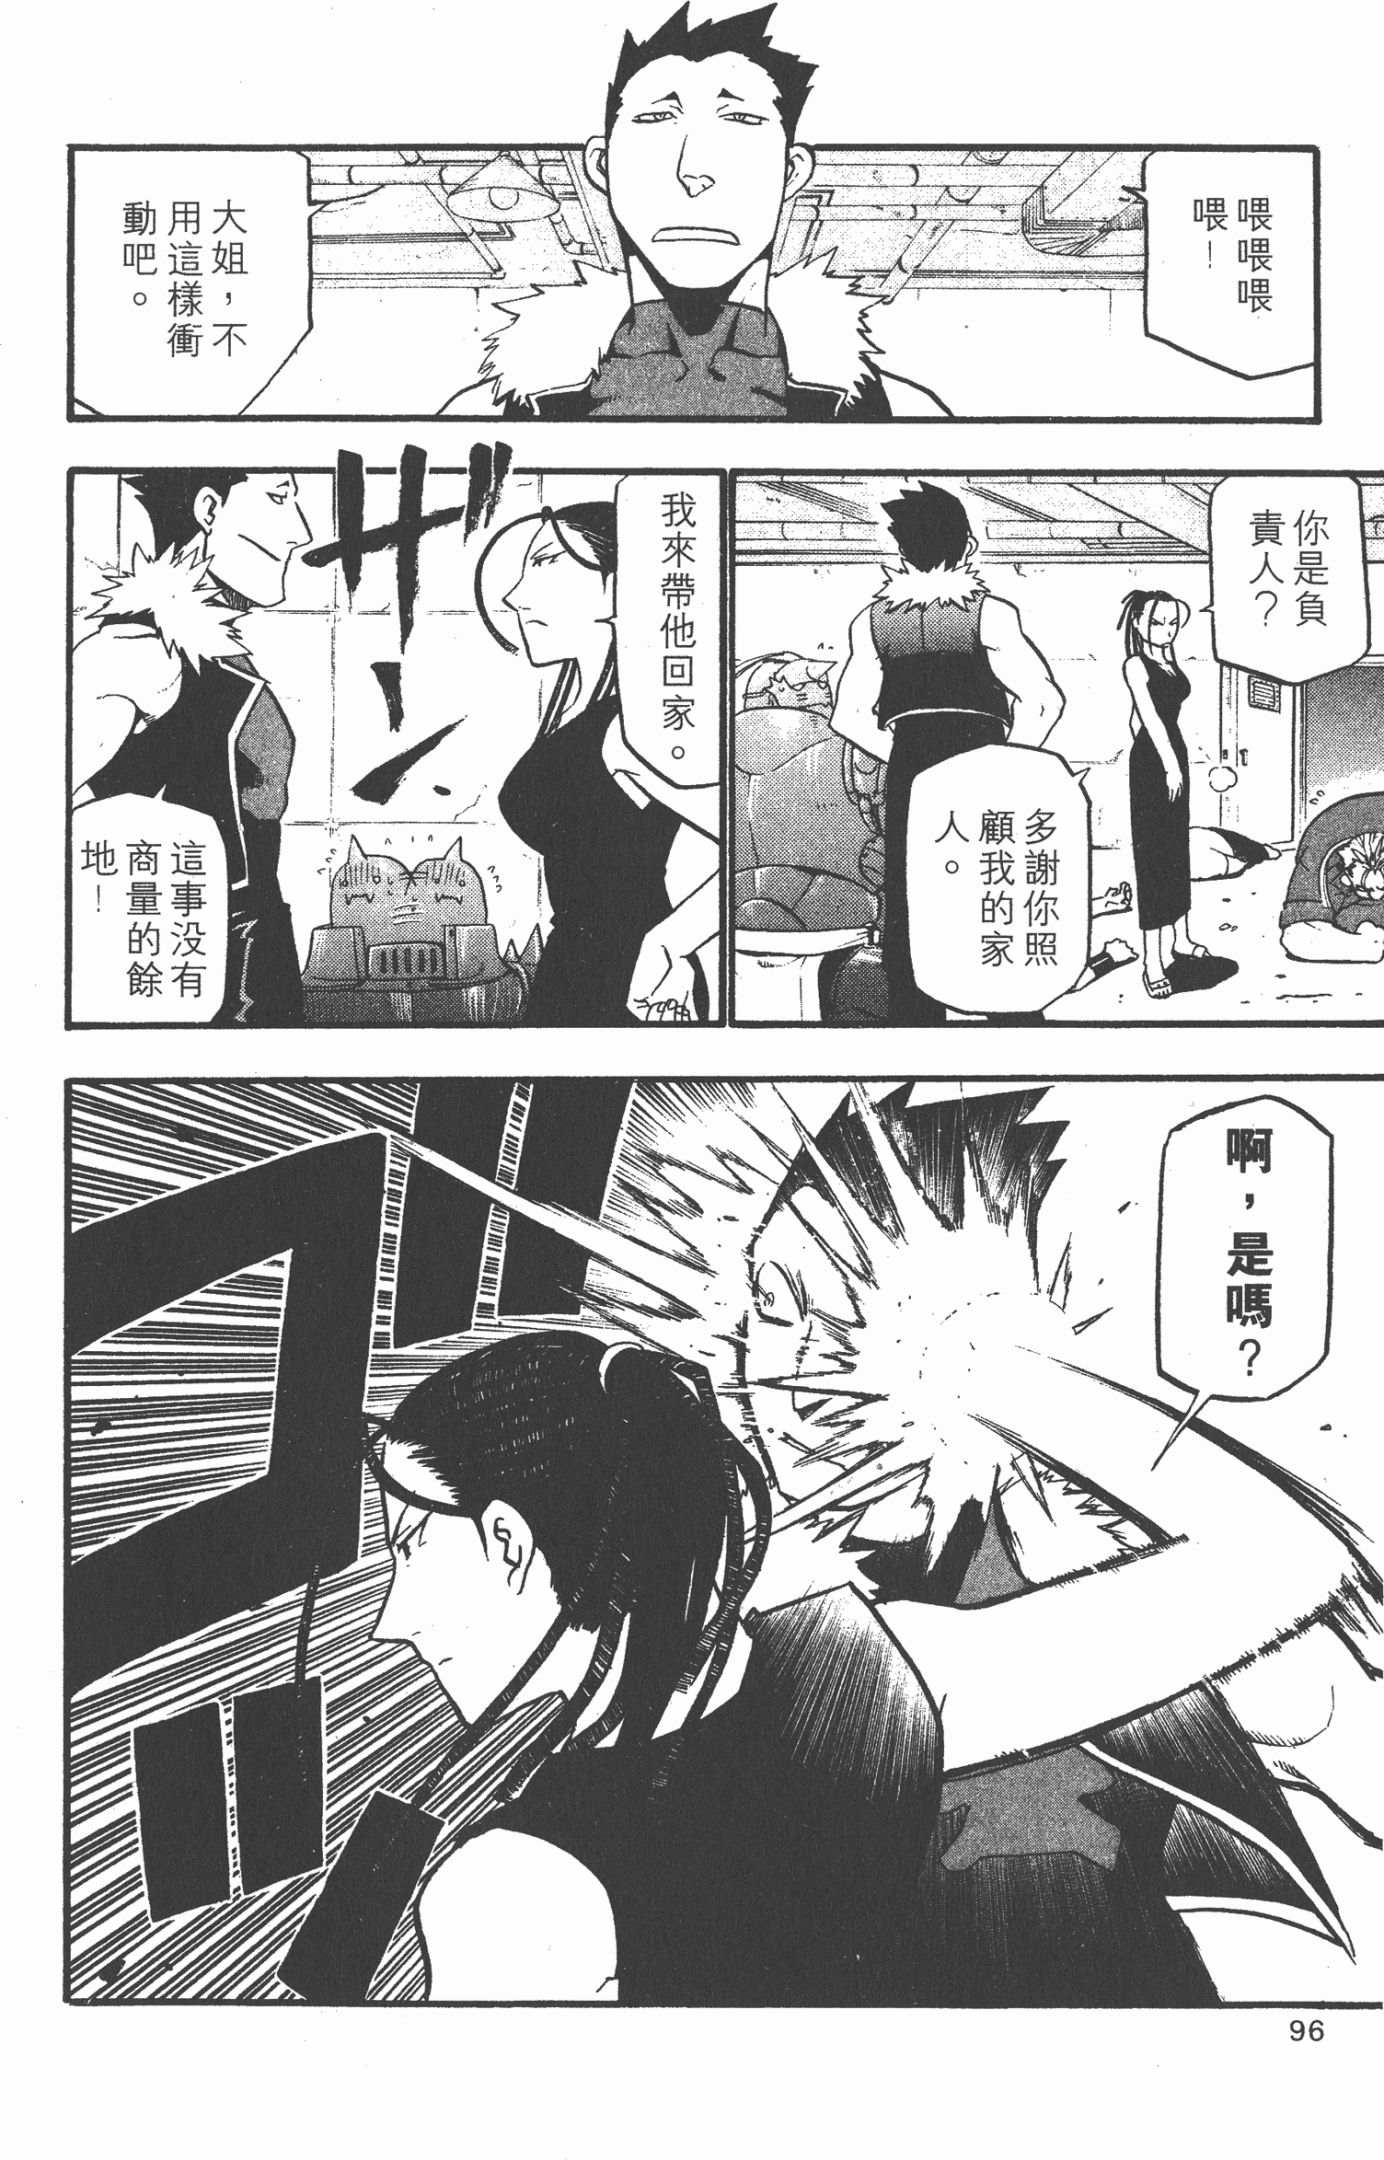 喂喂喂
喂！
大姐，不
用這樣衝
動吧。
你是負
責人？
多謝你照
顧我的家
人。
我來帶他回家。
這事没有
商量的餘
地！
啊，是嗎？
96